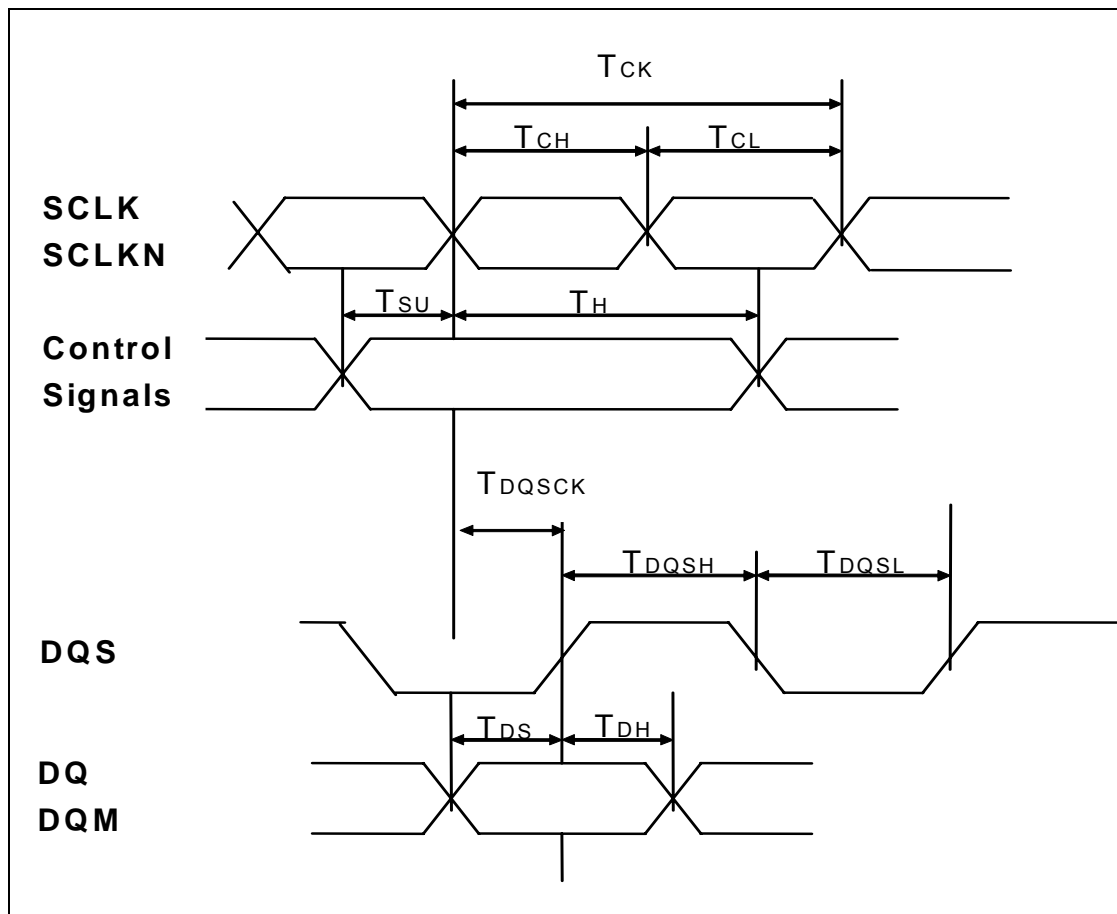 TCK
TCH TCL
SCLK
SCLKN
TSU TH
Control
Signals
TDQSCK
TDQSH TDQSL
DQS
TDS TDH
DQ
DQM